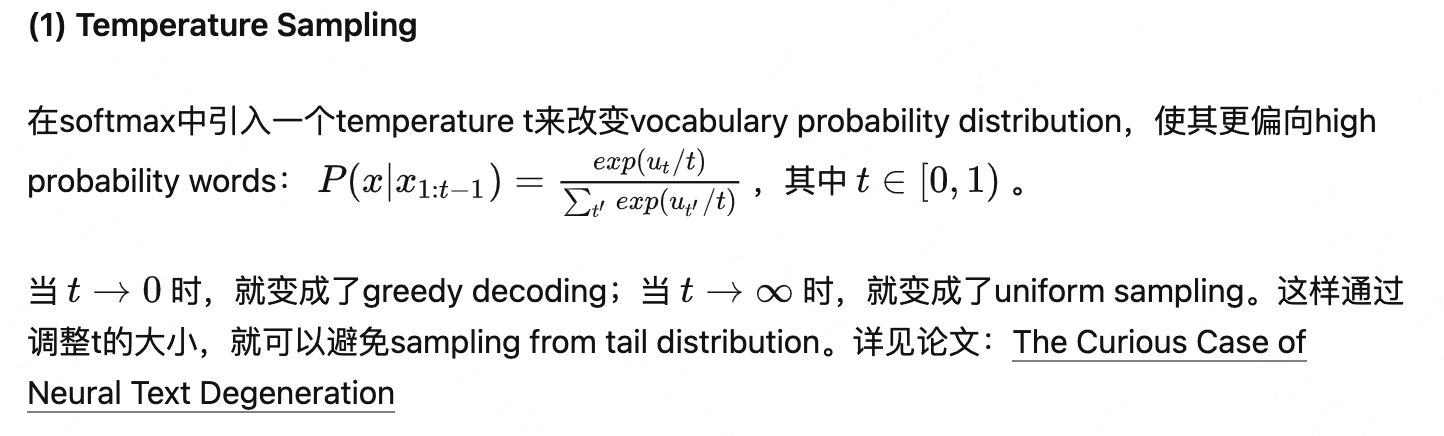 (1) Temperature Sampling
在softmax中引入一个temperature t来改变vocabulary probability distribution，使其更偏向high
probability words： P(x|x_{1:t−1}) = \frac{exp(u_t/t)}{\sum_{t'} exp(u_{t'}/t)} ，其中 t ∈ [0, 1) 。
当 t → 0 时，就变成了greedy decoding；当 t → ∞ 时，就变成了uniform sampling。这样通过
调整t的大小，就可以避免sampling from tail distribution。详见论文：The Curious Case of
Neural Text Degeneration